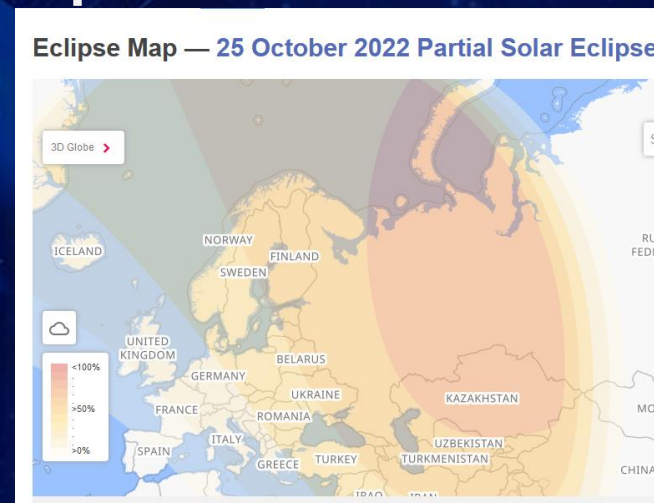 Eclipse Map — 25 October 2022 Partial Solar Eclipse
3D Globe
ICELAND
NORWAY
FINLAND
SWEDEN
UNITED
KINGDOM
<100%
>50%
>0%
BELARUS
GERMANY
UKRAINE
KAZAKHSTAN
FRANCE
ROMANIA
ITALY
SPAIN
GREECE
TURKEY
UZBEKISTAN
TURKMENISTAN
CHINA